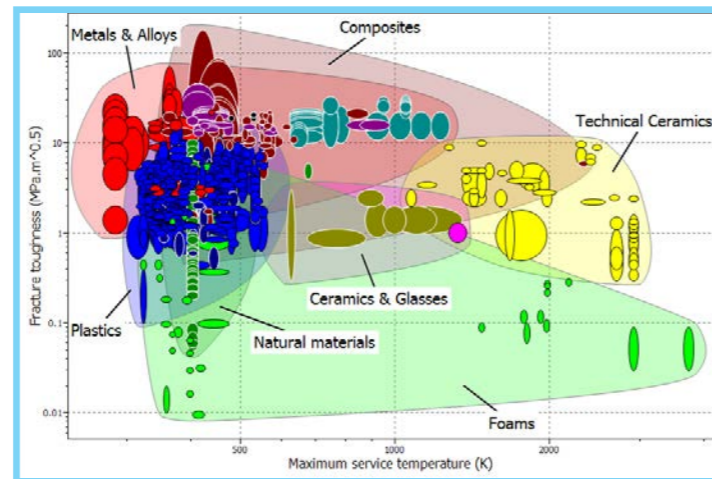 Metals & Alloys
Composites
100
Technical Ceramics
10
Fracture toughness (MPa.m^0.5)
1
Ceramics & Glasses
Plastics
Natural materials
0.1
Foams
0.01
500
1000
2000
Maximum service temperature (K)